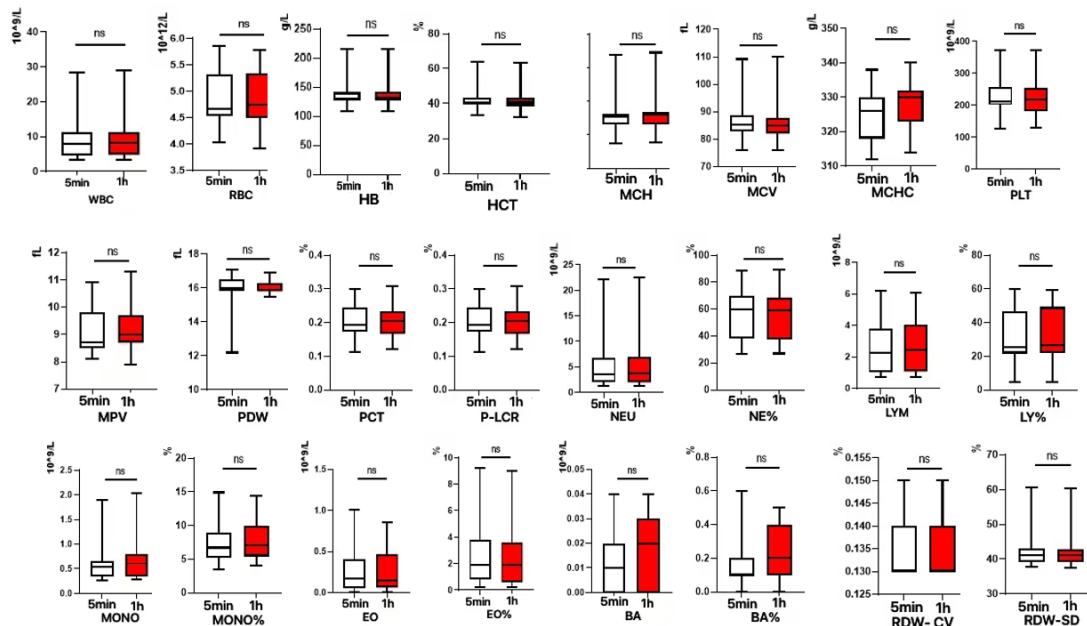 10^9/L
ns
40
30
20
10
0
5min 1h
WBC
10^12/L
ns
6.0
5.5
5.0
4.5
4.0
3.5
5min 1h
RBC
g/L
ns
250
200
150
100
50
0
5min 1h
HB
%
ns
80
60
40
20
0
5min 1h
HCT
ns
5min 1h
MCH
fL
ns
120
110
100
90
80
70
5min 1h
MCV
g/L
ns
340
330
320
310
5min 1h
MCHC
10^9/L
ns
400
300
200
100
0
5min 1h
PLT
fL
ns
12
11
10
9
8
7
5min 1h
MPV
fL
ns
18
16
14
12
10
5min 1h
PDW
%
ns
0.4
0.3
0.2
0.1
0.0
5min 1h
PCT
%
ns
0.4
0.3
0.2
0.1
0.0
5min 1h
P-LCR
10^9/L
ns
25
20
15
10
5
0
5min 1h
NEU
%
ns
100
80
60
40
20
0
5min 1h
NE%
10^9/L
ns
8
6
4
2
0
5min 1h
LYM
%
ns
80
60
40
20
0
5min 1h
LY%
10^9/L
ns
2.5
2.0
1.5
1.0
0.5
0.0
5min 1h
MONO
%
ns
20
15
10
5
0
5min 1h
MONO%
10^9/L
ns
1.5
1.0
0.5
0.0
5min 1h
EO
%
ns
10
8
6
4
2
0
5min 1h
EO%
10^9/L
ns
0.05
0.04
0.03
0.02
0.01
0.00
5min 1h
BA
%
ns
0.8
0.6
0.4
0.2
0.0
5min 1h
BA%
%
ns
0.155
0.150
0.145
0.140
0.135
0.130
0.125
5min 1h
RDW- CV
%
ns
70
60
50
40
30
5min 1h
RDW-SD